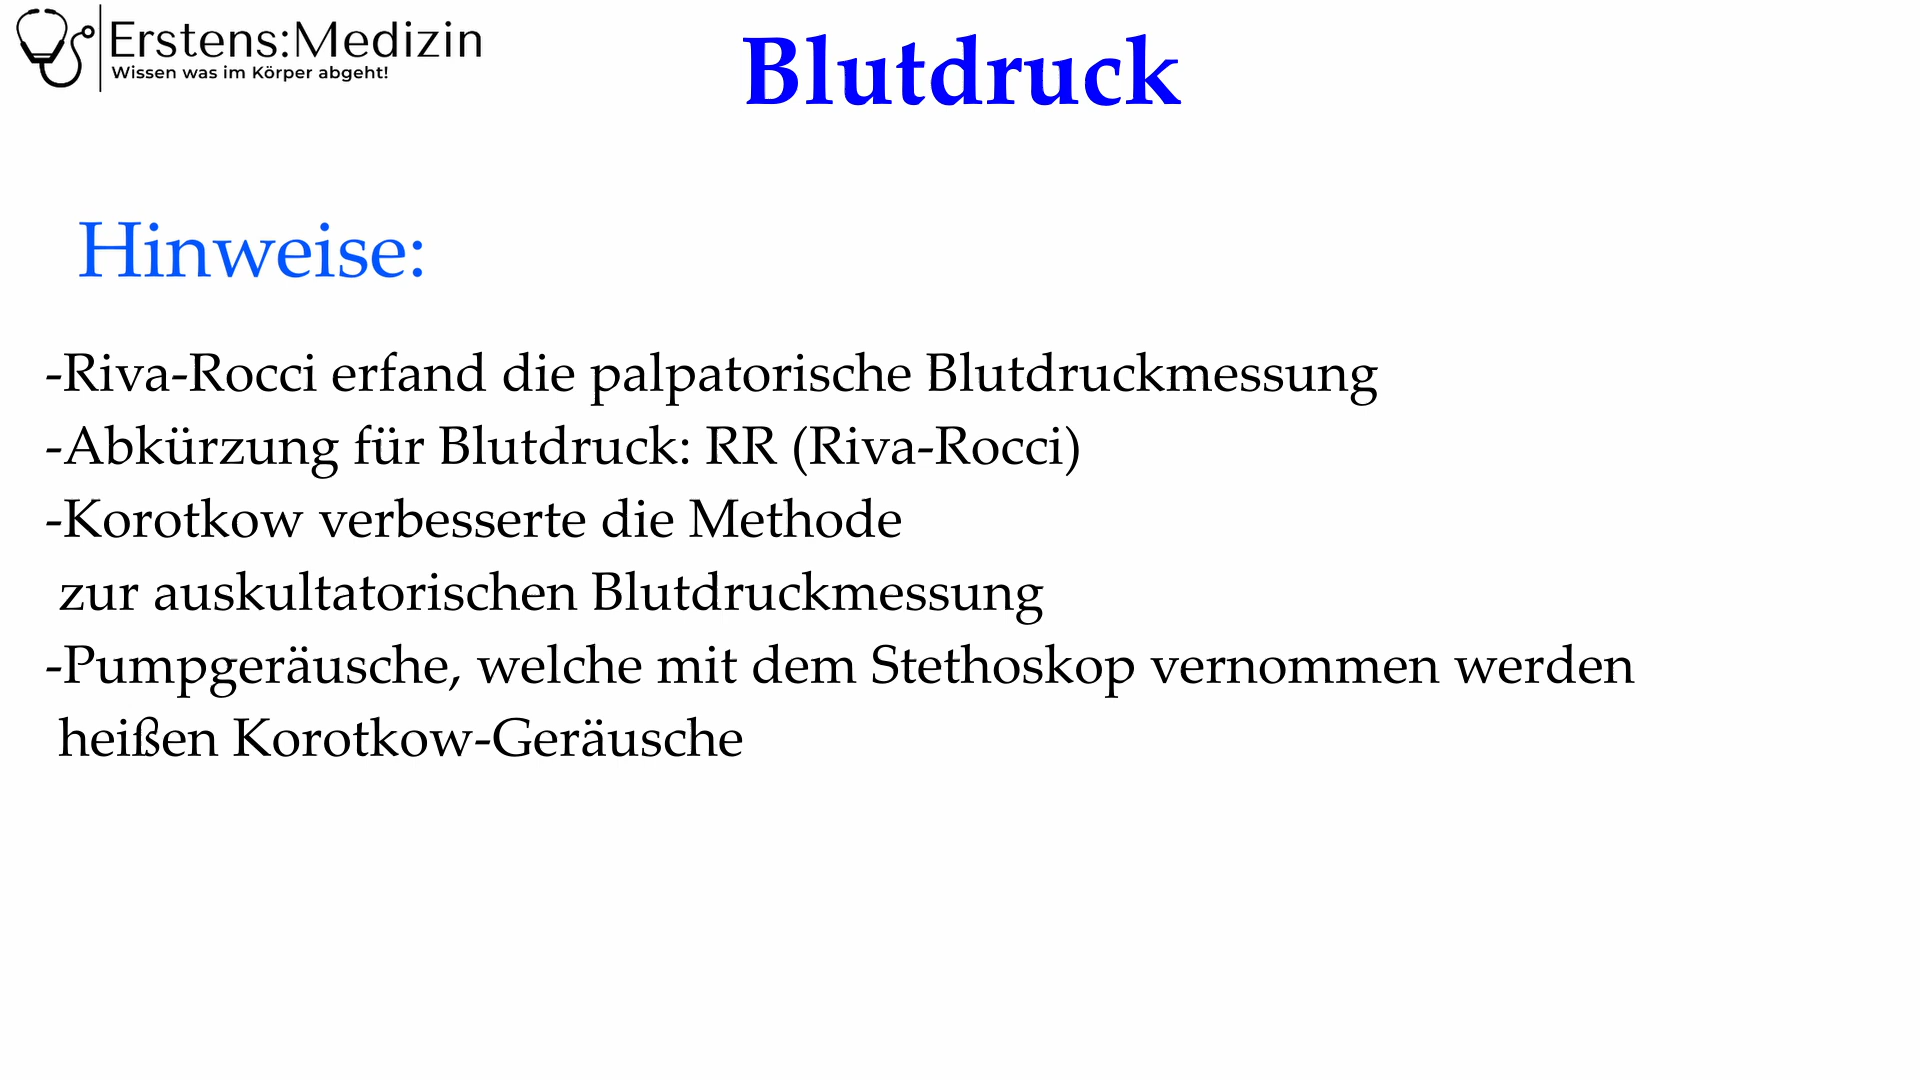 Erstens:Medizin
Wissen was im Körper abgeht!
Blutdruck
Hinweise:
-Riva-Rocci erfand die palpatorische Blutdruckmessung
-Abkürzung für Blutdruck: RR (Riva-Rocci)
-Korotkow verbesserte die Methode
zur auskultatorischen Blutdruckmessung
-Pumpgeräusche, welche mit dem Stethoskop vernommen werden
heißen Korotkow-Geräusche